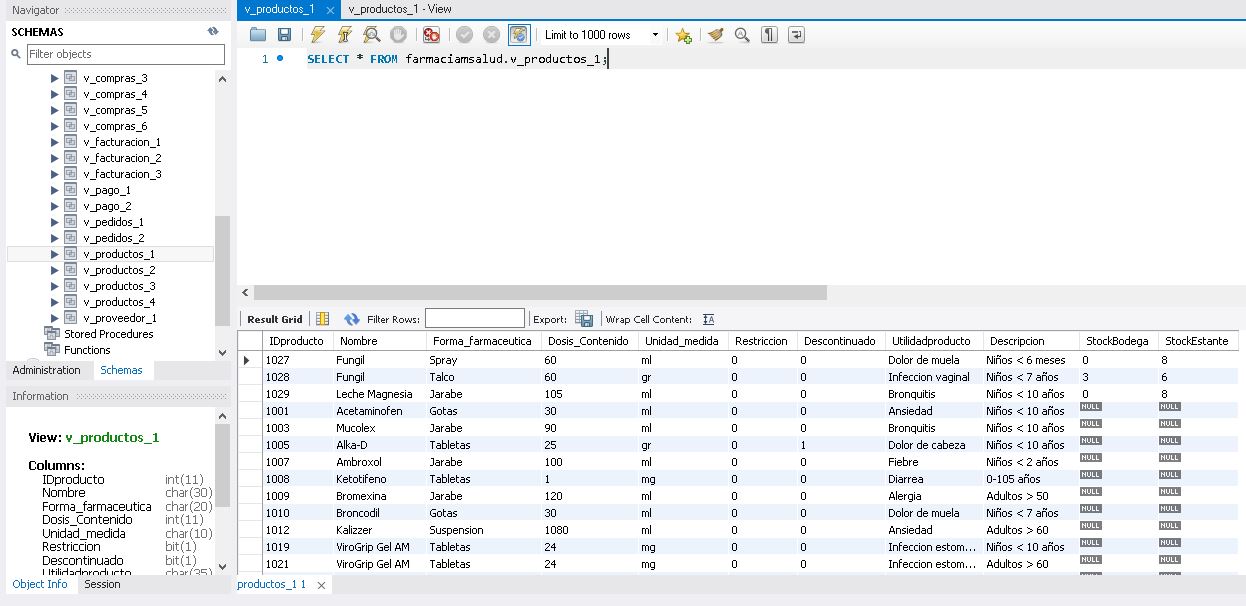 Navigator
SCHEMAS
Filter objects
v_compras_3
v_compras_4
v_compras_5
v_compras_6
v_facturacion_1
v_facturacion_2
v_facturacion_3
v_pago_1
v_pago_2
v_pedidos_1
v_pedidos_2
v_productos_1
v_productos_2
v_productos_3
v_productos_4
v_proveedor_1
Stored Procedures
Functions
Administration Schemas
Information
View: v_productos_1
Columns:
IDproducto int(11)
Nombre char(30)
Forma_farmaceutica char(20)
Dosis_Contenido int(11)
Unidad_medida char(10)
Restriccion bit(1)
Descontinuado bit(1)
Utilidadproducto char(35)
Object Info Session
v_productos_1 v_productos_1 - View
Limit to 1000 rows
1 SELECT * FROM farmaciamsalud.v_productos_1;
Result Grid Filter Rows: Export: Wrap Cell Content:
IDproducto Nombre Forma_farmaceutica Dosis_Contenido Unidad_medida Restriccion Descontinuado Utilidadproducto Descripcion StockBodega StockEstante
1027 Fungil Spray 60 ml 0 0 Dolor de muela Niños < 6 meses 0 8
1028 Fungil Talco 60 gr 0 0 Infeccion vaginal Niños < 7 años 3 6
1029 Leche Magnesia Jarabe 105 ml 0 0 Bronquitis Niños < 10 años 0 8
1001 Acetaminofen Gotas 30 ml 0 0 Ansiedad Niños < 10 años NULL NULL
1003 Mucolex Jarabe 90 ml 0 0 Bronquitis Niños < 10 años NULL NULL
1005 Alka-D Tabletas 25 gr 0 1 Dolor de cabeza Niños < 10 años NULL NULL
1007 Ambroxol Jarabe 100 ml 0 0 Fiebre Niños < 2 años NULL NULL
1008 Ketotifeno Tabletas 1 mg 0 0 Diarrea 0-105 años NULL NULL
1009 Bromexina Jarabe 120 ml 0 0 Alergia Adultos > 50 NULL NULL
1010 Broncodil Gotas 30 ml 0 0 Dolor de muela Niños < 7 años NULL NULL
1012 Kalizzer Suspension 1080 ml 0 0 Ansiedad Adultos > 60 NULL NULL
1019 ViroGrip Gel AM Tabletas 24 mg 0 0 Infeccion estom... Niños < 10 años NULL NULL
1021 ViroGrip Gel AM Tabletas 24 mg 0 0 Infeccion estom... Adultos > 60 NULL NULL
productos_1 1